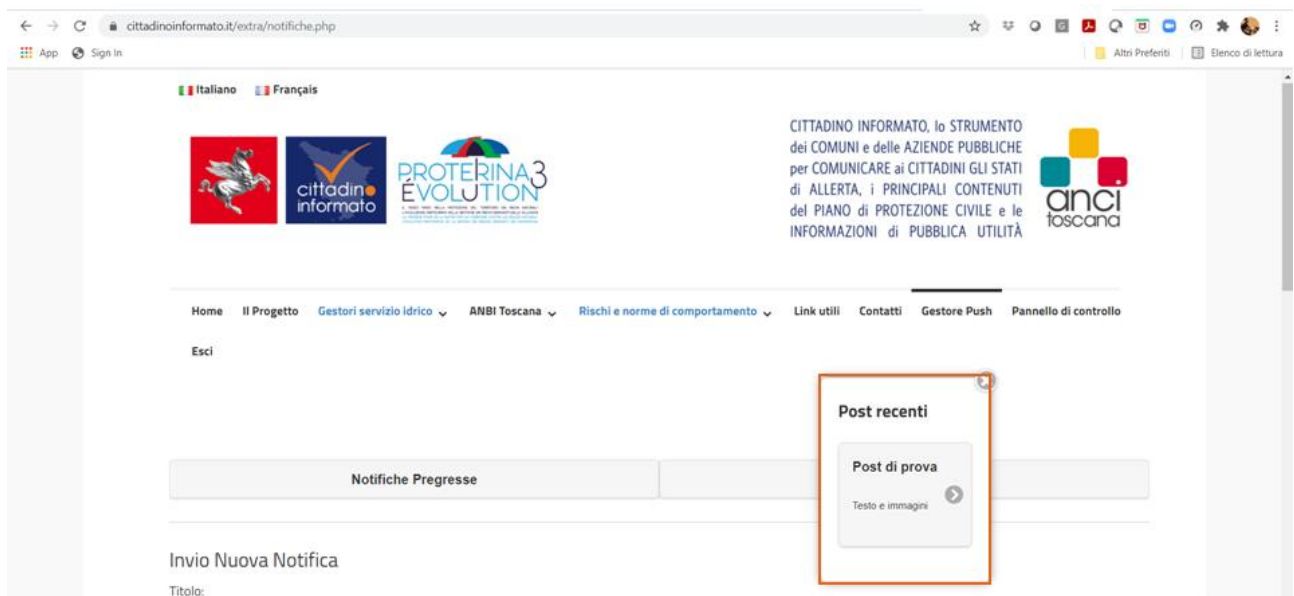 cittadinoinformato.it/extra/notifiche.php
App Sign In Altri Preferiti Elenco di lettura
Italiano Français
cittadino
informato
PROTERINA3
ÉVOLUTION
CITTADINO INFORMATO, lo STRUMENTO
dei COMUNI e delle AZIENDE PUBBLICHE
per COMUNICARE ai CITTADINI GLI STATI
di ALLERTA, i PRINCIPALI CONTENUTI
del PIANO di PROTEZIONE CIVILE e le
INFORMAZIONI di PUBBLICA UTILITÀ
anci
toscana
Home Il Progetto Gestori servizio idrico ANBI Toscana Rischi e norme di comportamento Link utili Contatti Gestore Push Pannello di controllo
Esci
Post recenti
Post di prova
Testo e immagini
Notifiche Pregresse
Invio Nuova Notifica
Titolo: